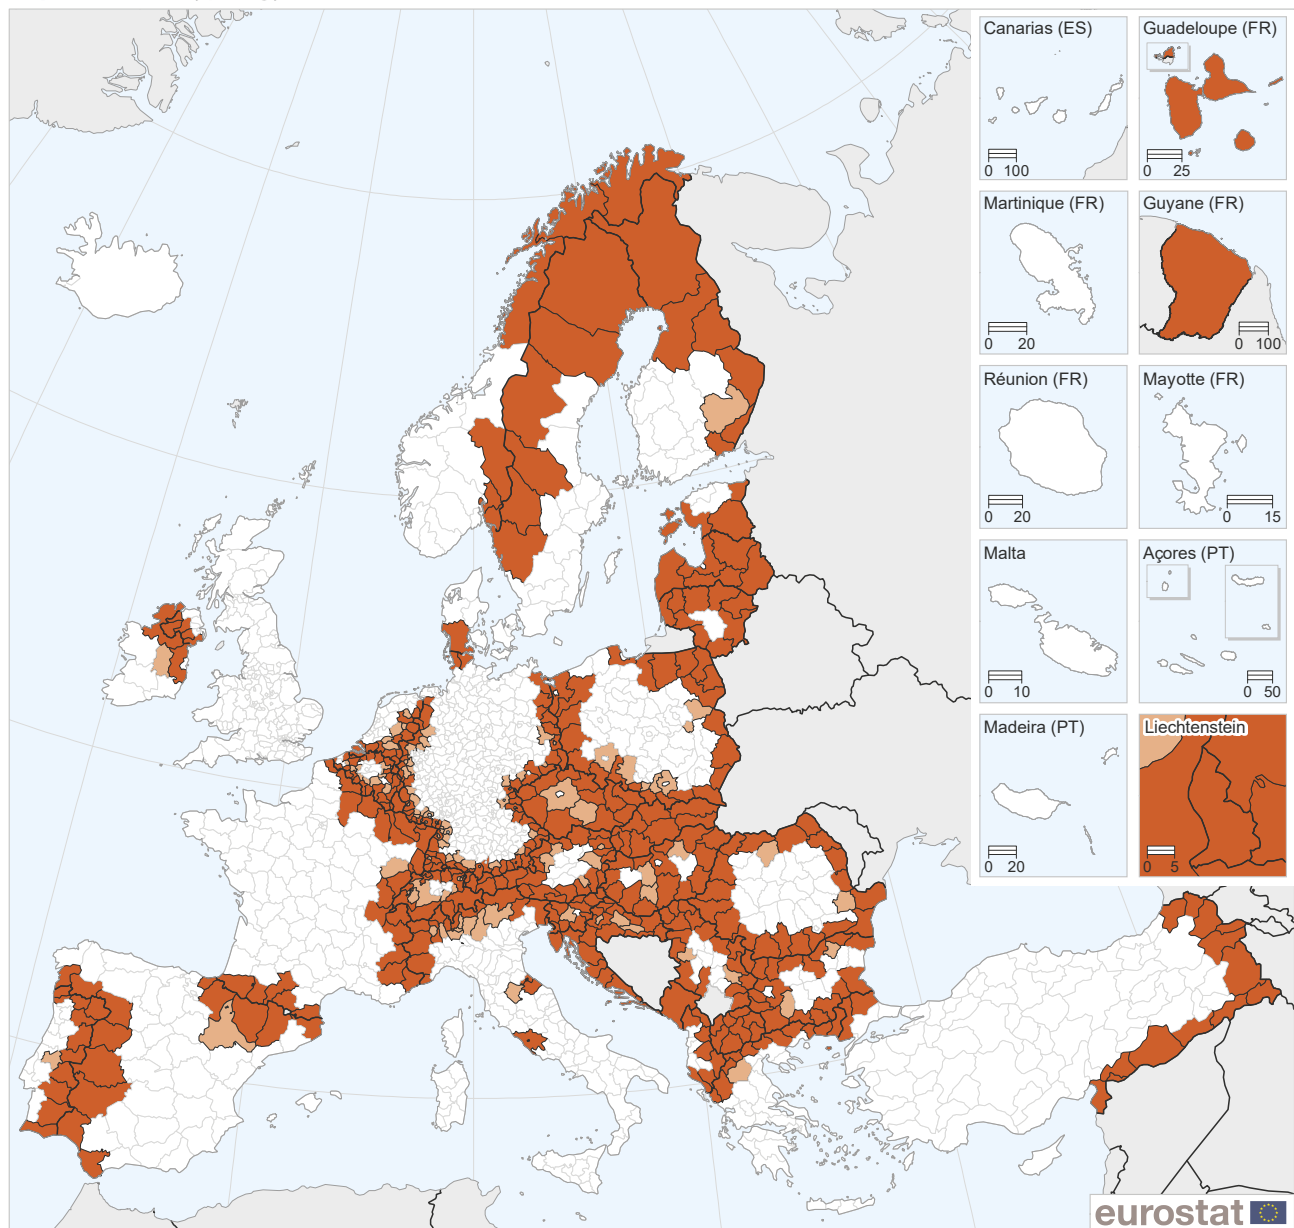 Canarias (ES)
0 100
Guadeloupe (FR)
0 25
Martinique (FR)
0 20
Guyane (FR)
0 100
Réunion (FR)
0 20
Mayotte (FR)
0 15
Malta
0 10
Açores (PT)
0 50
Madeira (PT)
0 20
Liechtenstein
0 5
eurostat